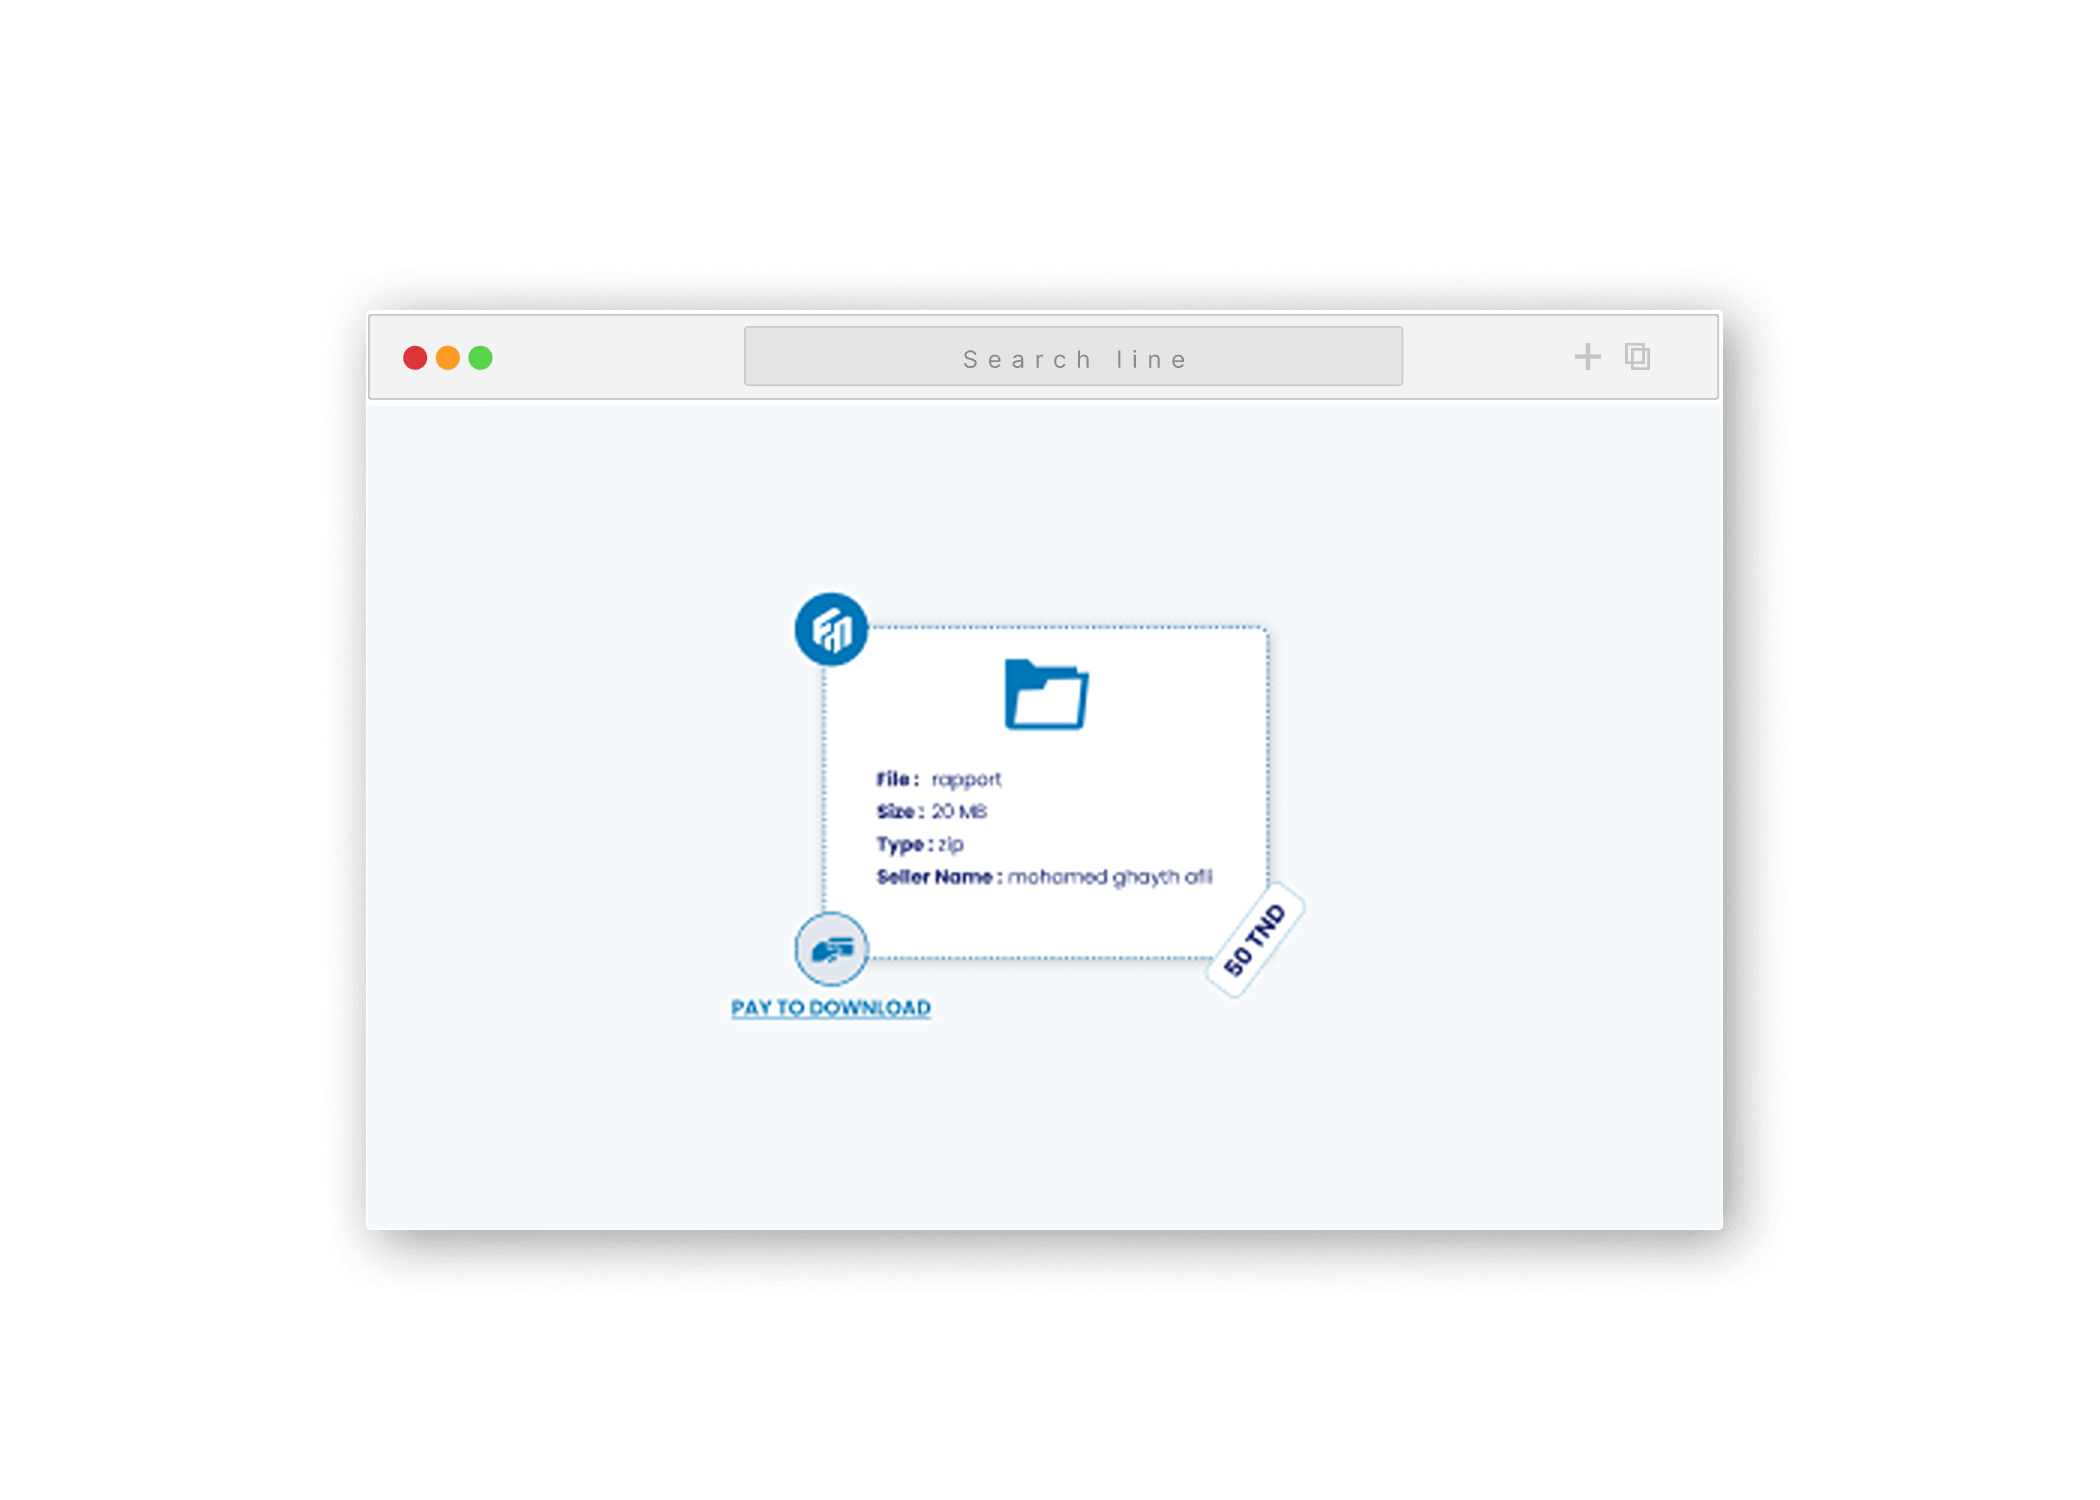 Search line
File : rapport
Size : 20 MB
Type : zip
Seller Name : mohamed ghayth afli
50 TND
PAY TO DOWNLOAD